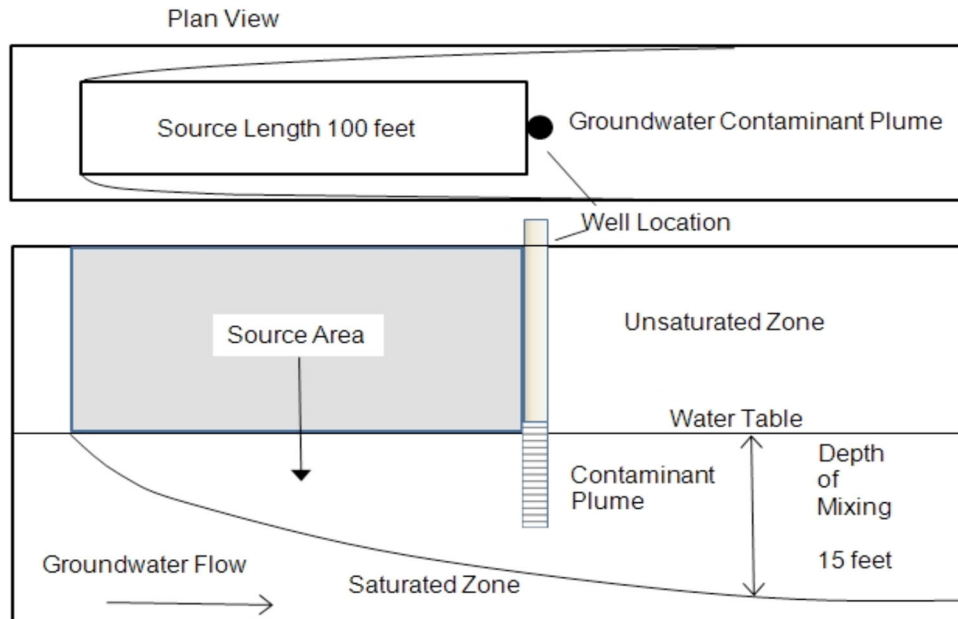 Plan View
Source Length 100 feet
Groundwater Contaminant Plume
Well Location
Source Area
Unsaturated Zone
Water Table
Contaminant
Plume
Depth
of
Mixing
15 feet
Groundwater Flow
Saturated Zone